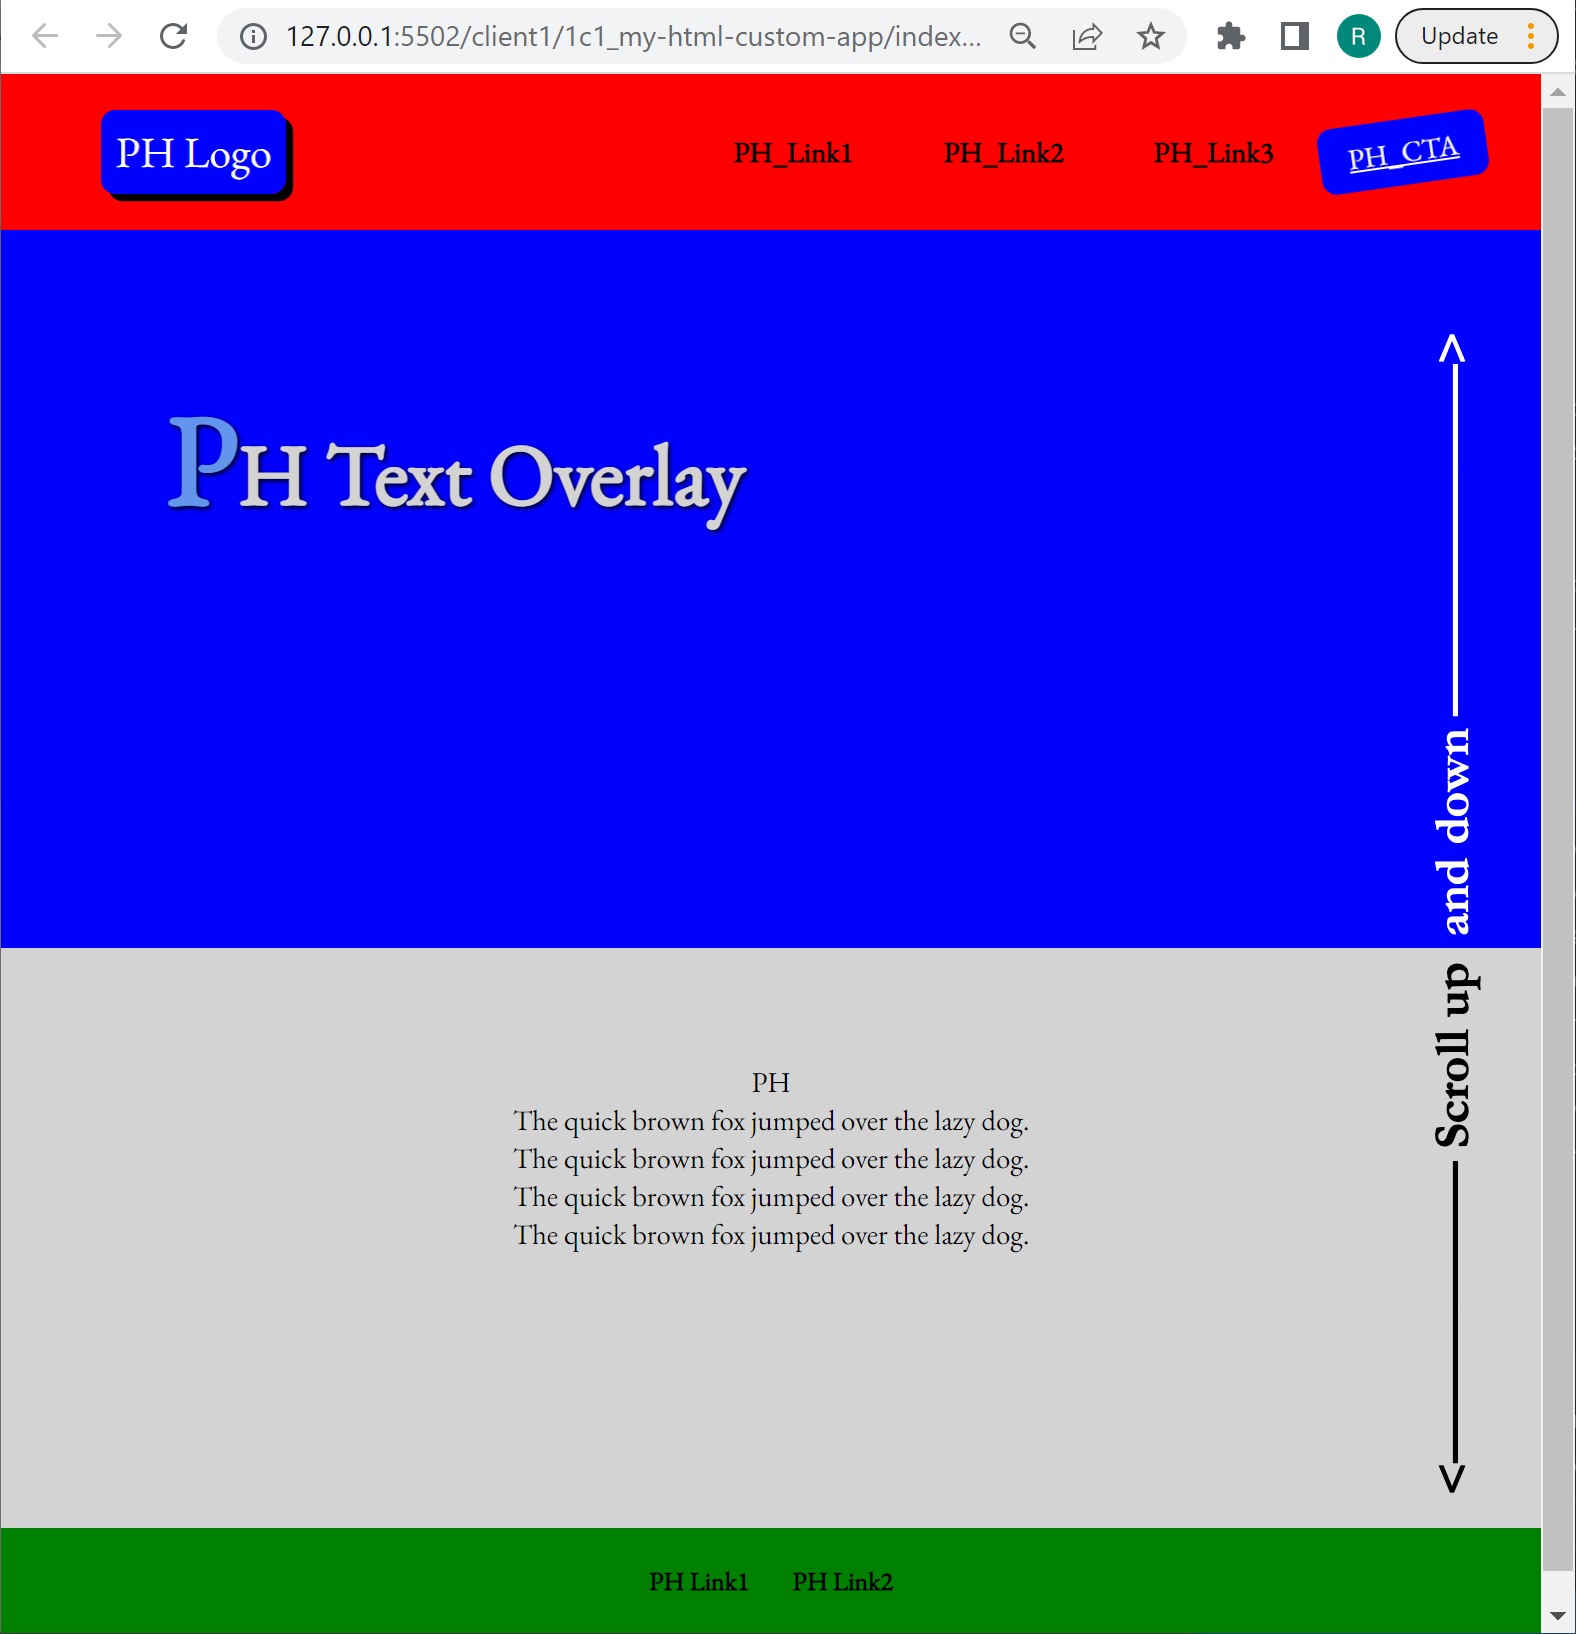 127.0.0.1:5502/client1/1c1_my-html-custom-app/index...
R
Update
PH Logo
PH_Link1
PH_Link2
PH_Link3
PH_CTA
PH Text Overlay
<--------- Scroll up and down --------->
PH
The quick brown fox jumped over the lazy dog.
The quick brown fox jumped over the lazy dog.
The quick brown fox jumped over the lazy dog.
The quick brown fox jumped over the lazy dog.
PH Link1
PH Link2